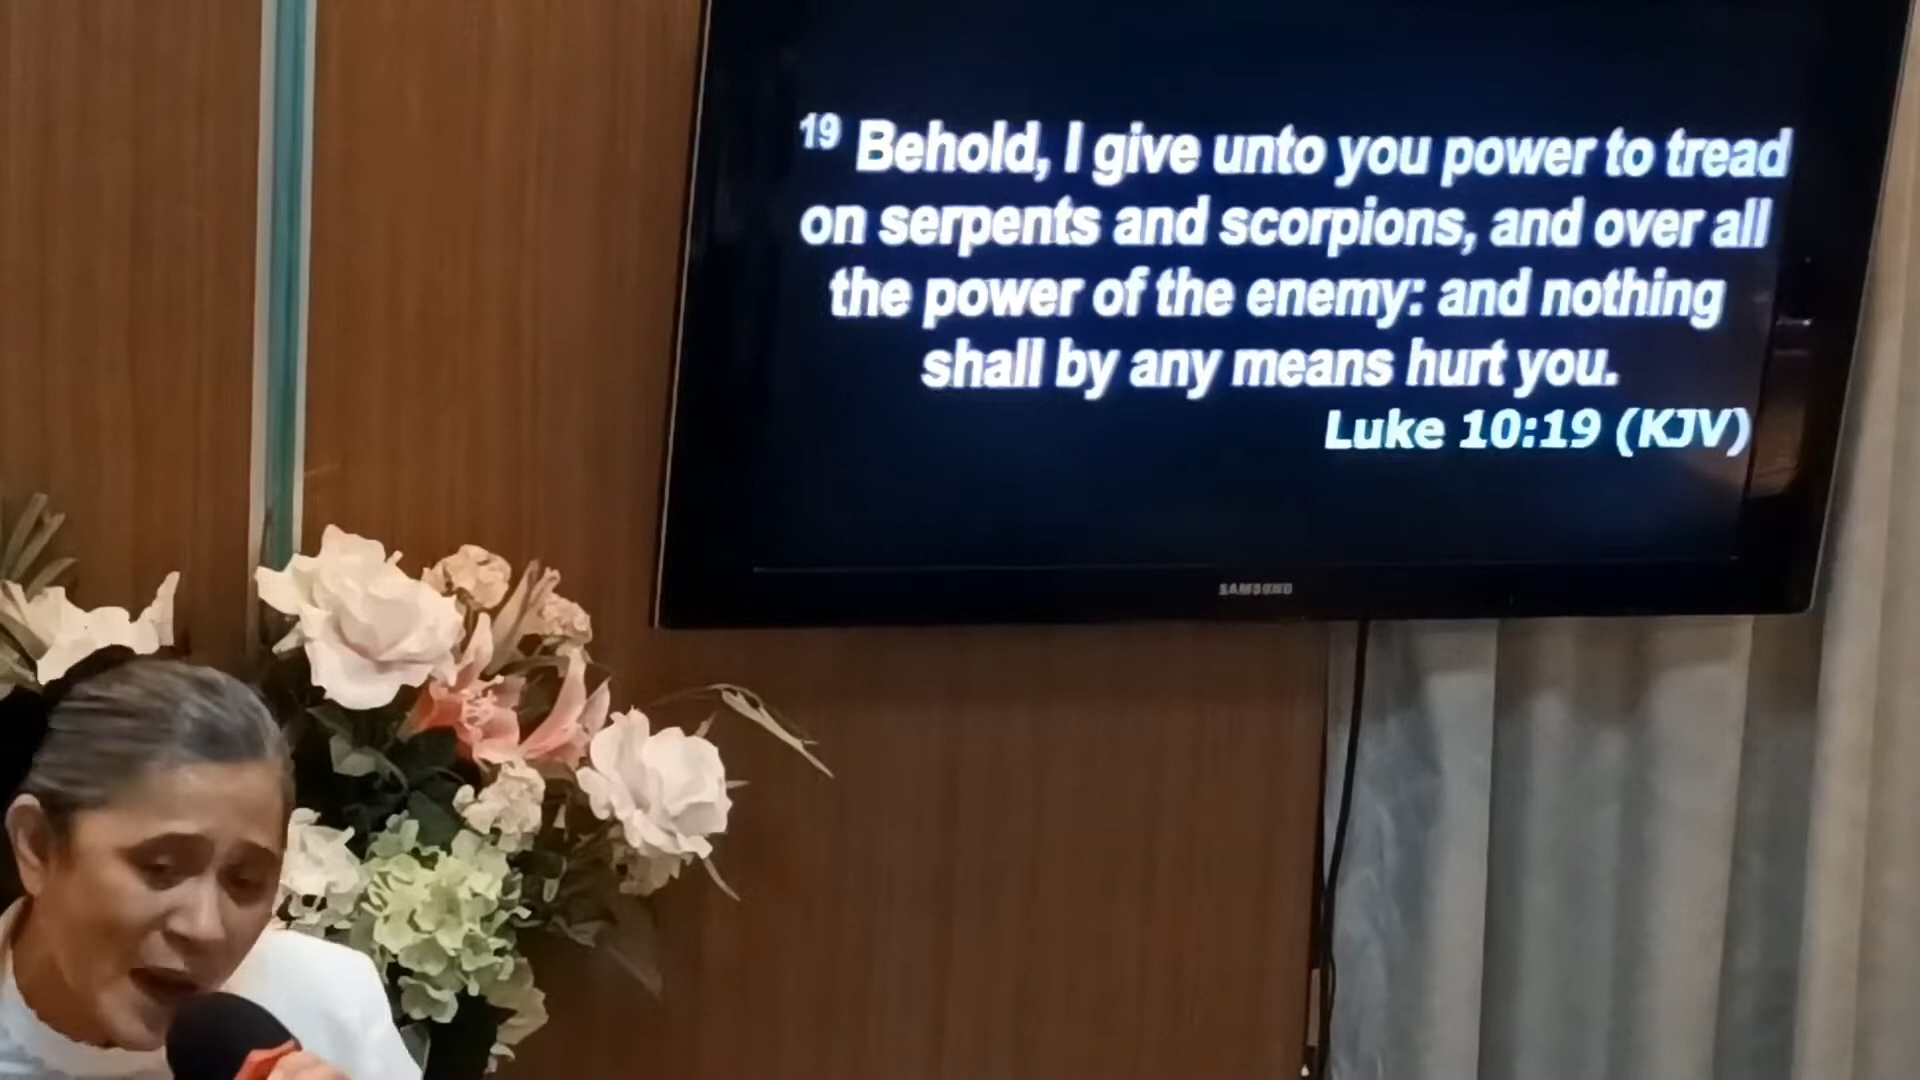 19 Behold, I give unto you power to tread
on serpents and scorpions, and over all
the power of the enemy: and nothing
shall by any means hurt you.
Luke 10:19 (KJV)
SAMSUNG